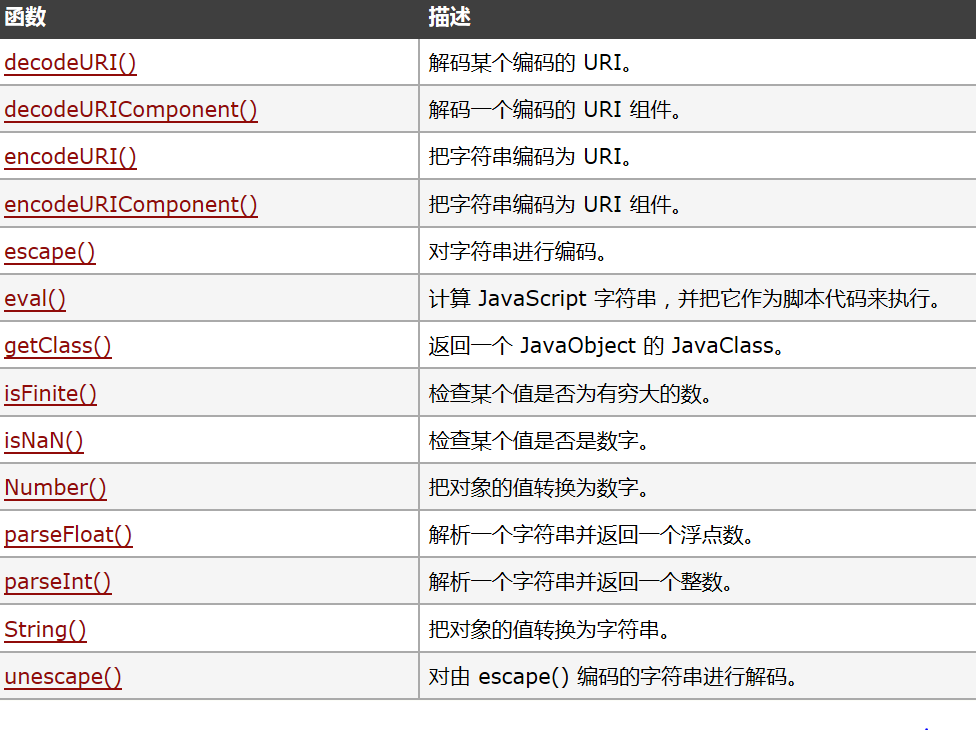 函数 描述
decodeURI() 解码某个编码的 URI。
decodeURIComponent() 解码一个编码的 URI 组件。
encodeURI() 把字符串编码为 URI。
encodeURIComponent() 把字符串编码为 URI 组件。
escape() 对字符串进行编码。
eval() 计算 JavaScript 字符串，并把它作为脚本代码来执行。
getClass() 返回一个 JavaObject 的 JavaClass。
isFinite() 检查某个值是否为有穷大的数。
isNaN() 检查某个值是否是数字。
Number() 把对象的值转换为数字。
parseFloat() 解析一个字符串并返回一个浮点数。
parseInt() 解析一个字符串并返回一个整数。
String() 把对象的值转换为字符串。
unescape() 对由 escape() 编码的字符串进行解码。